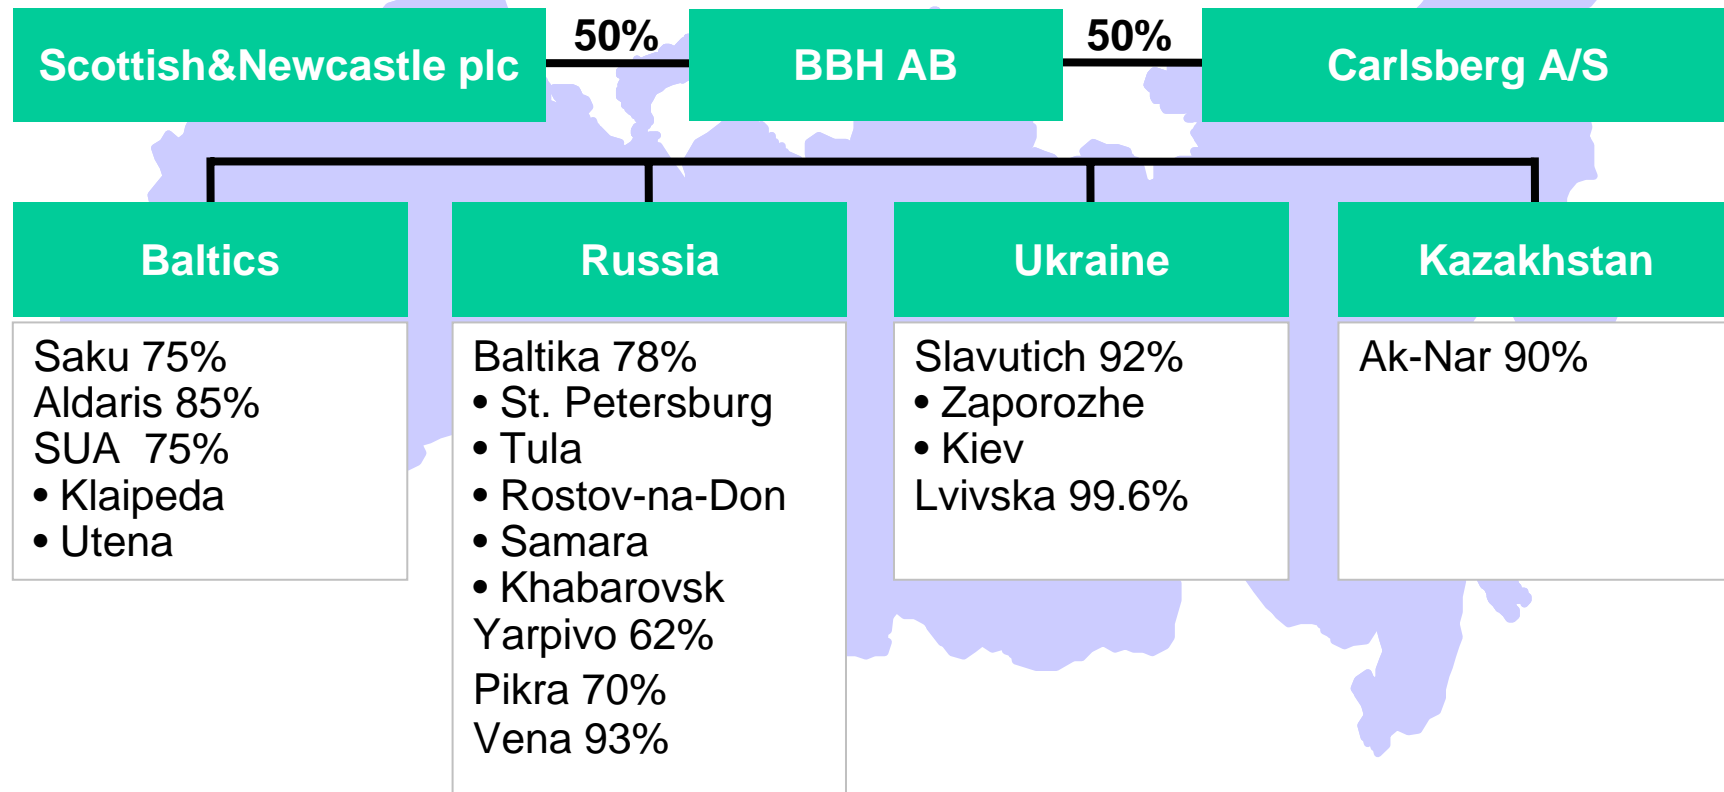 Scottish&Newcastle plc
50%
BBH AB
50%
Carlsberg A/S
Baltics
Saku 75%
Aldaris 85%
SUA 75%
• Klaipeda
• Utena
Russia
Baltika 78%
• St. Petersburg
• Tula
• Rostov-na-Don
• Samara
• Khabarovsk
Yarpivo 62%
Pikra 70%
Vena 93%
Ukraine
Slavutich 92%
• Zaporozhe
• Kiev
Lvivska 99.6%
Kazakhstan
Ak-Nar 90%